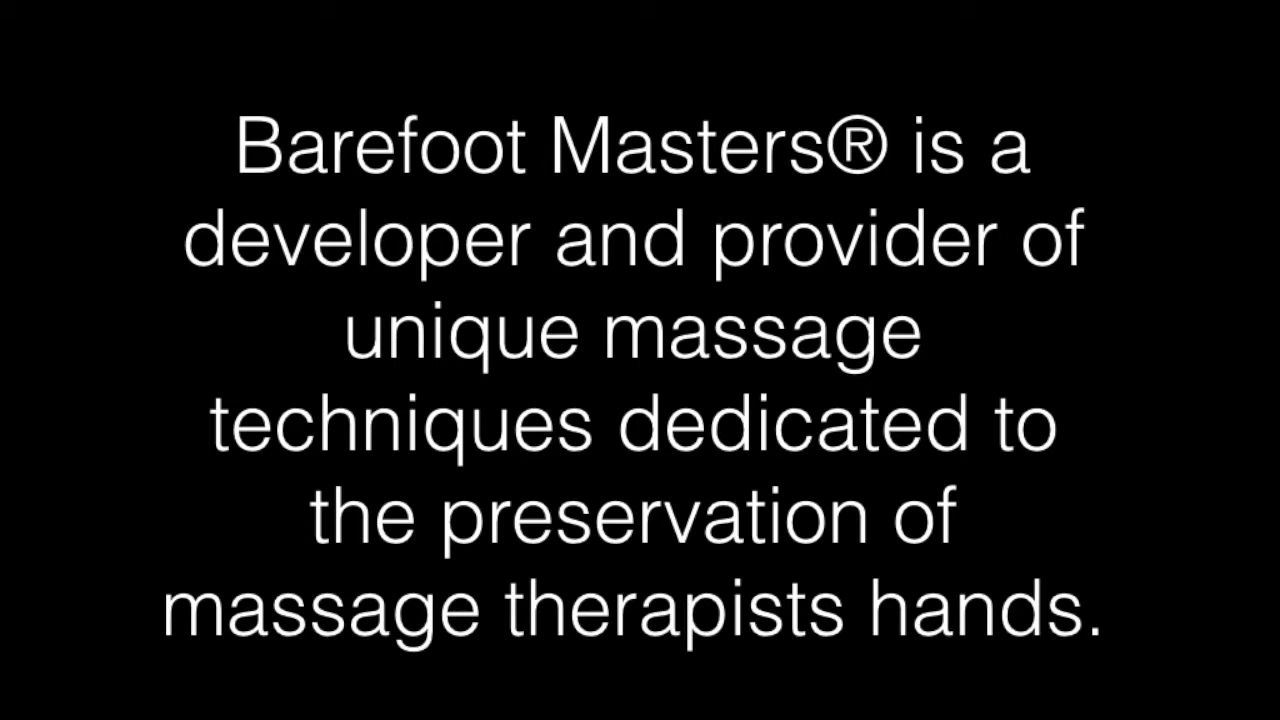 Barefoot Masters® is a
developer and provider of
unique massage
techniques dedicated to
the preservation of
massage therapists hands.